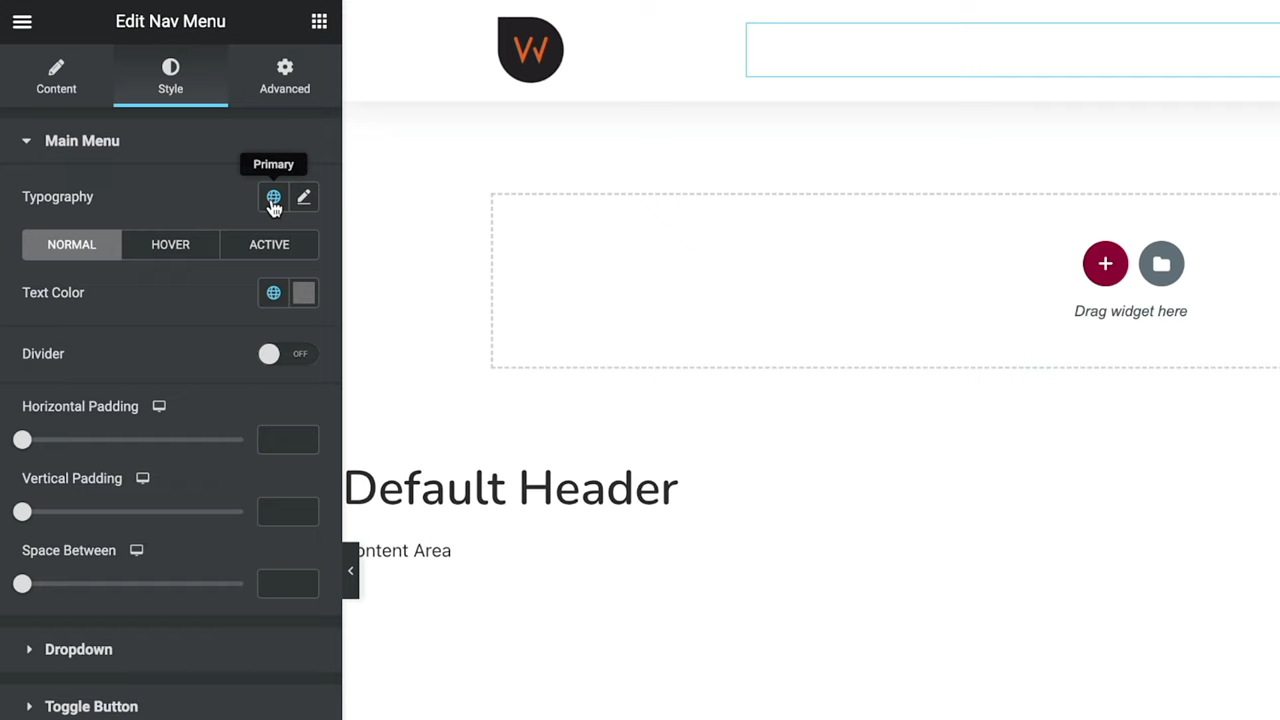 Edit Nav Menu
Content
Style
Advanced
Main Menu
Primary
Typography
NORMAL
HOVER
ACTIVE
Text Color
Divider
OFF
Horizontal Padding
Vertical Padding
Space Between
Dropdown
Toggle Button
W
Drag widget here
Default Header
ontent Area